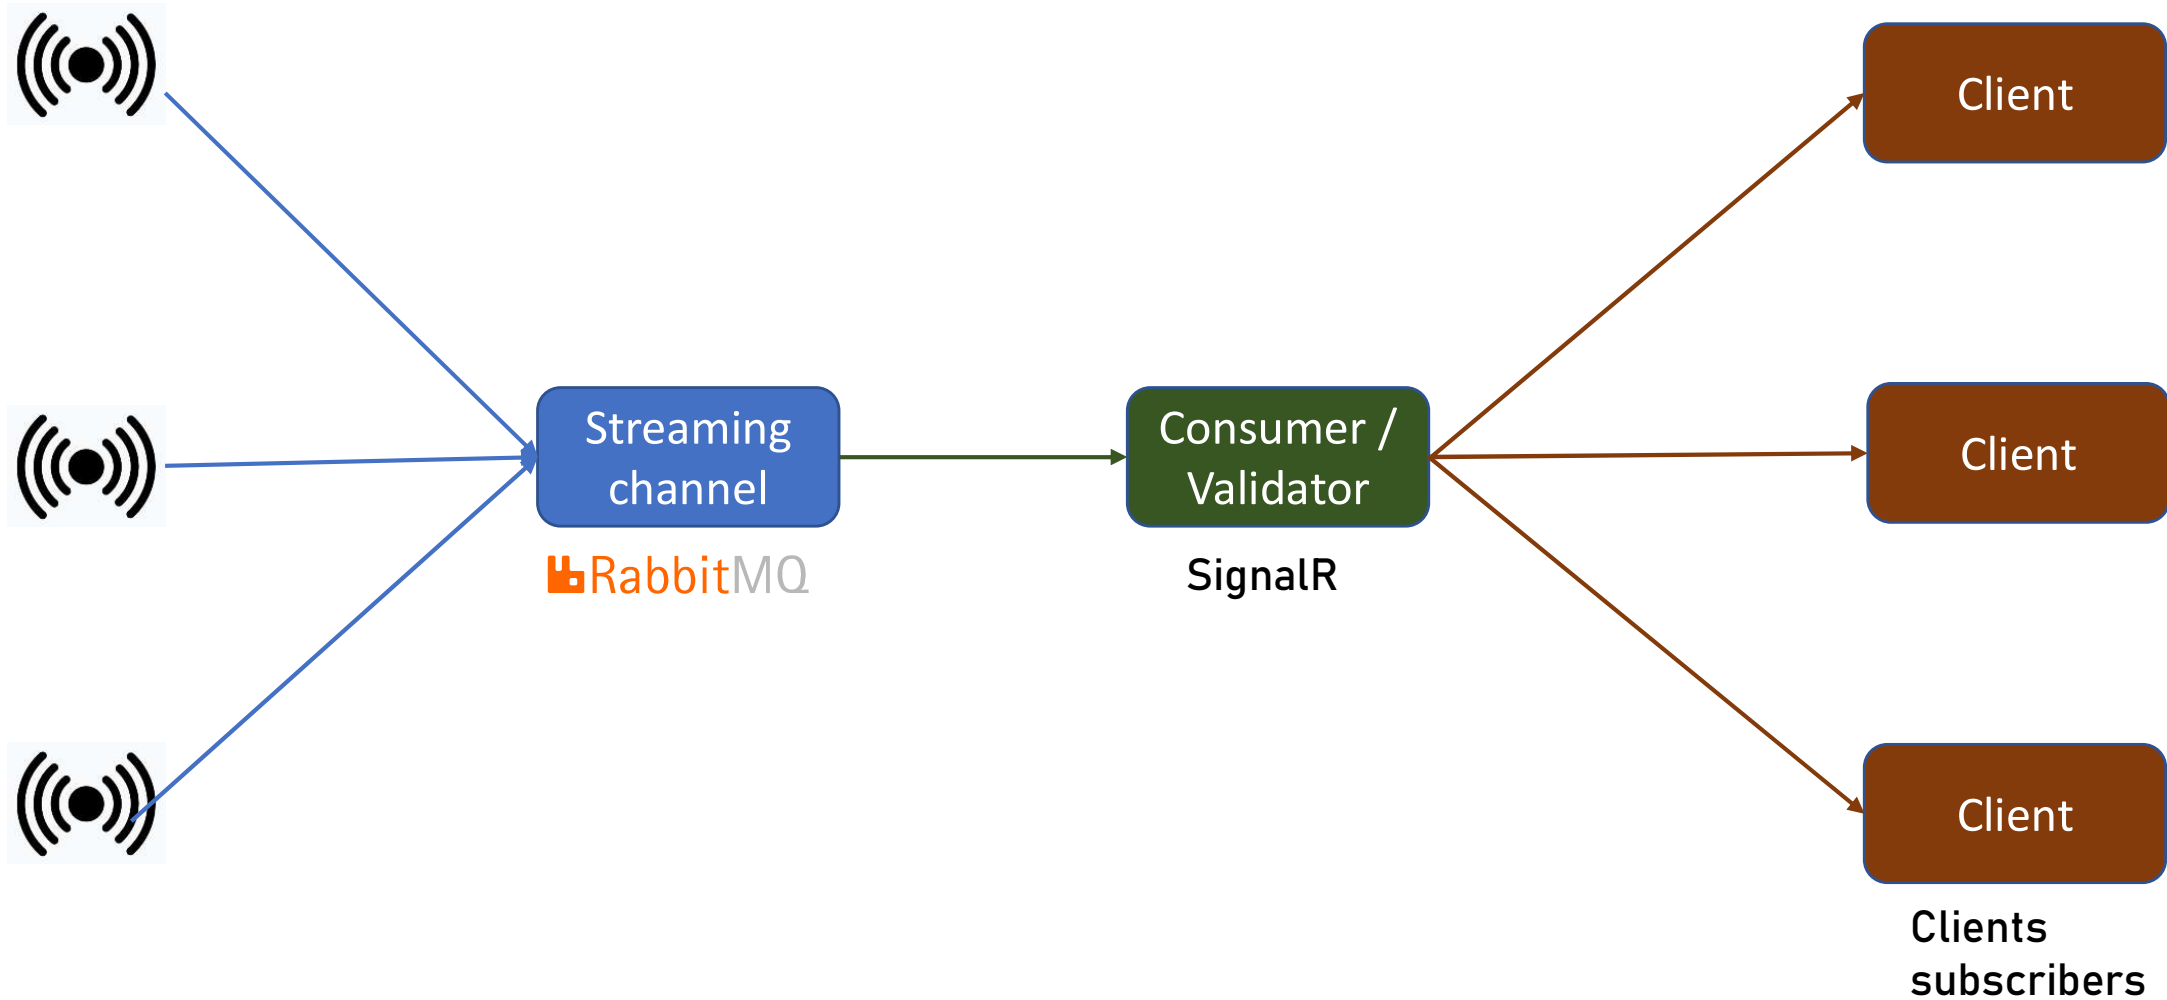 Client
Streaming
channel
RabbitMQ
Consumer /
Validator
SignalR
Client
Client
Clients
subscribers